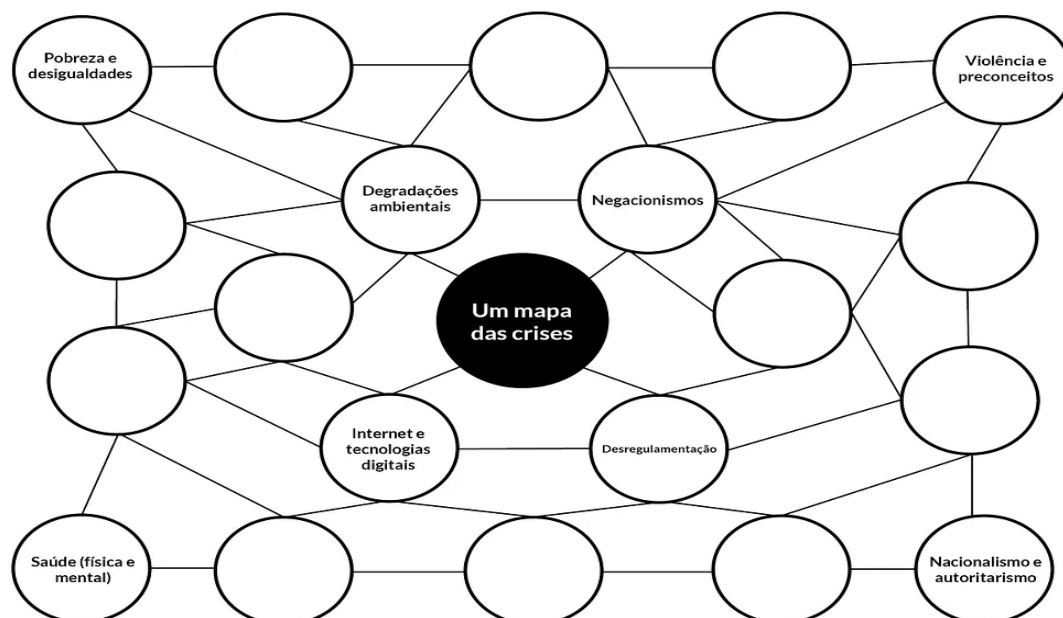 Pobreza e
desigualdades
Violência e
preconceitos
Degradações
ambientais
Negacionismos
Um mapa
das crises
Internet e
tecnologias
digitais
Desregulamentação
Saúde (física e
mental)
Nacionalismo e
autoritarismo